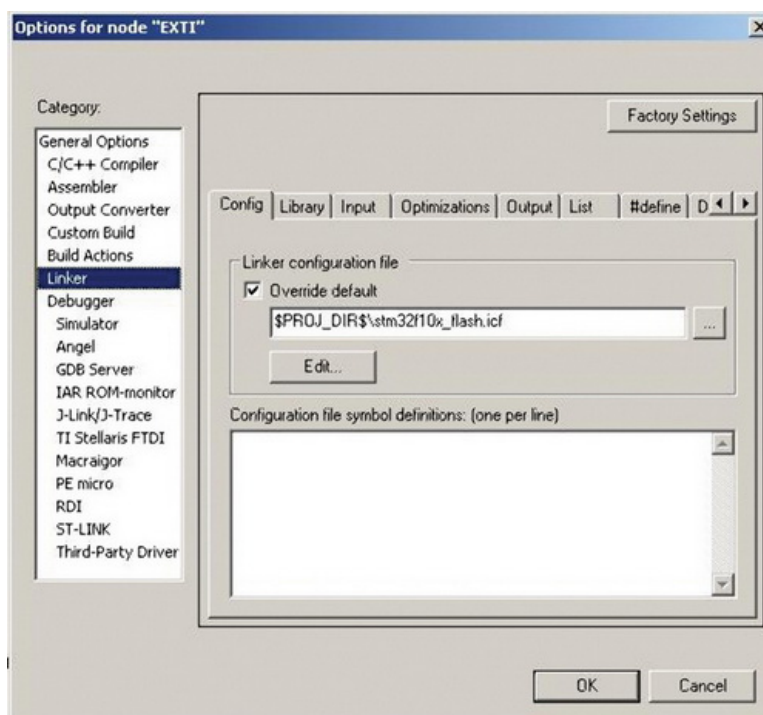 Options for node "EXTI"
Category:
General Options
C/C++ Compiler
Assembler
Output Converter
Custom Build
Build Actions
Linker
Debugger
Simulator
Angel
GDB Server
IAR ROM-monitor
J-Link/J-Trace
TI Stellaris FTDI
Macraigor
PE micro
RDI
ST-LINK
Third-Party Driver
Factory Settings
Config Library Input Optimizations Output List #define D
Linker configuration file
Override default
$PROJ_DIR$\stm32f10x_flash.icf ...
Edit...
Configuration file symbol definitions: (one per line)
OK Cancel